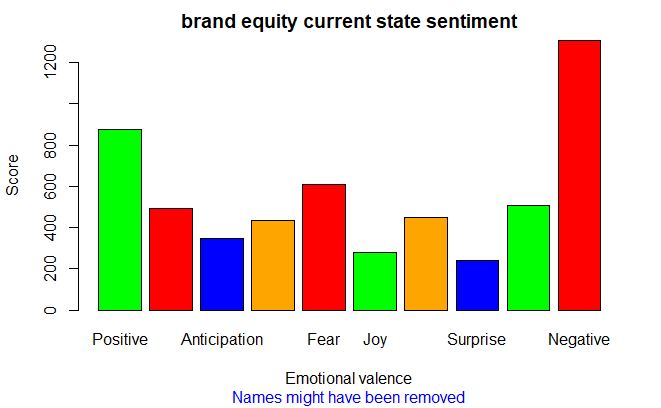 brand equity current state sentiment
1200
800
600
400
200
0
Score
Positive Anticipation Fear Joy Surprise Negative
Emotional valence
Names might have been removed